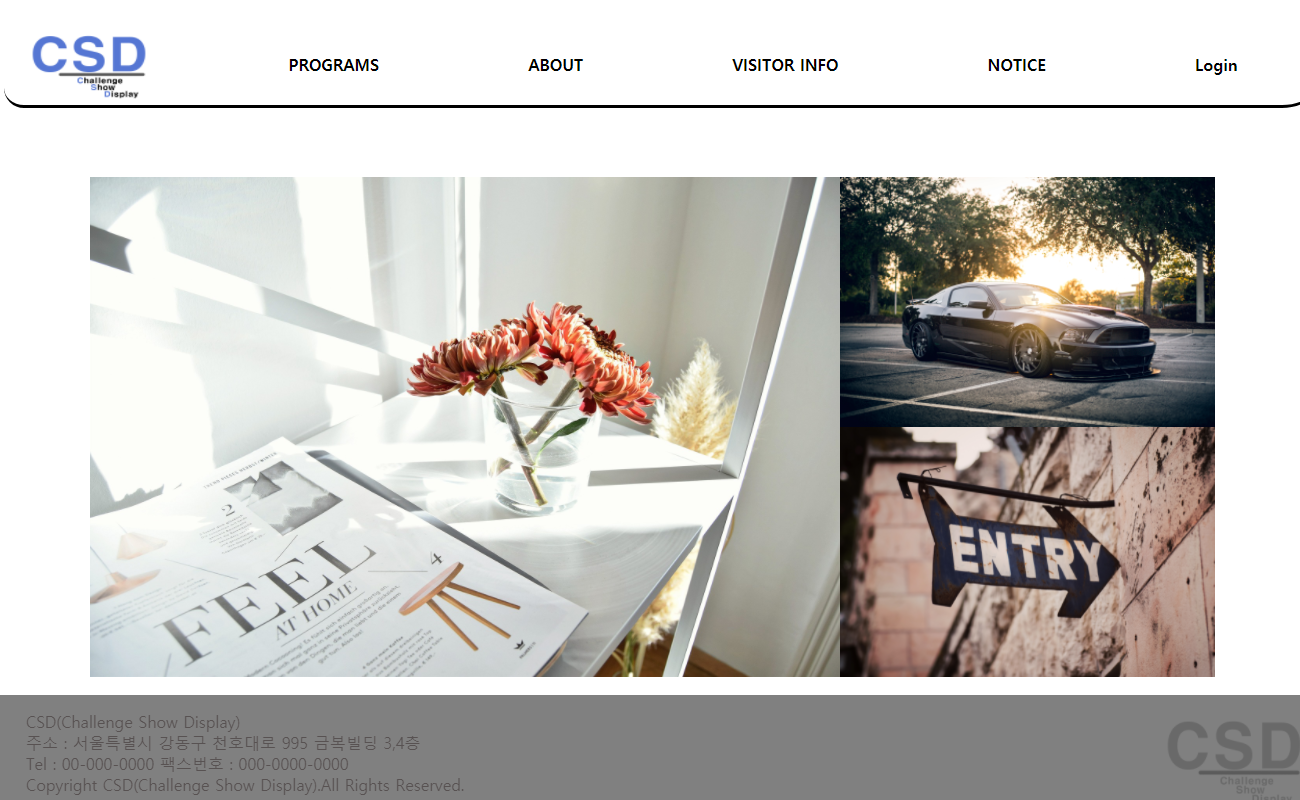 CSD
Challenge
Show
Display
PROGRAMS
ABOUT
VISITOR INFO
NOTICE
Login
2
FEEL
AT HOME
4
ENTRY
CSD(Challenge Show Display)
주소 : 서울특별시 강동구 천호대로 995 금복빌딩 3,4층
Tel : 00-000-0000 팩스번호 : 000-0000-0000
Copyright CSD(Challenge Show Display).All Rights Reserved.
CSD
Challenge
Show
Display